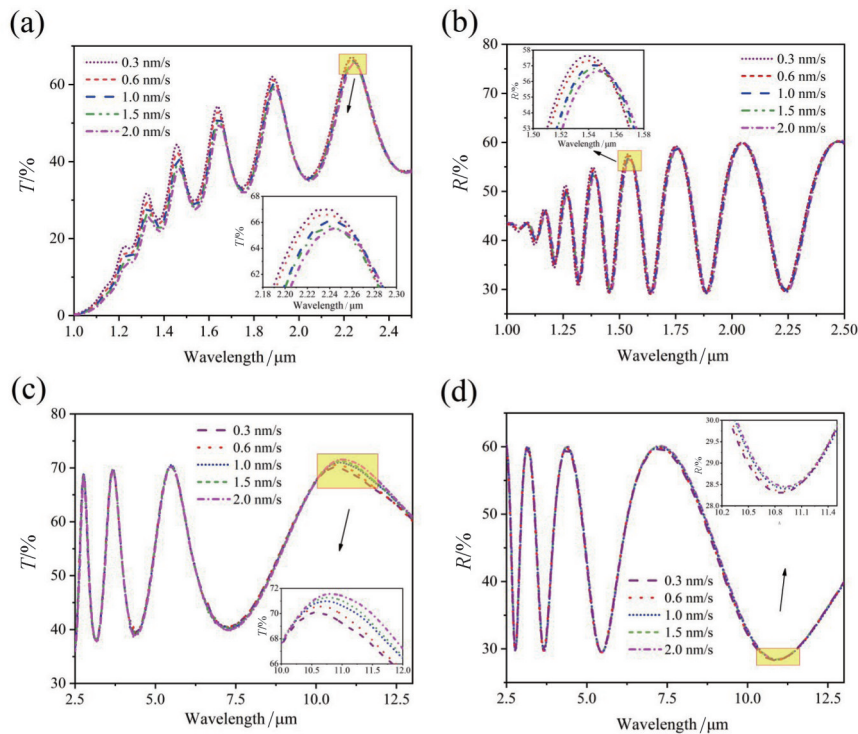 (a)
0.3 nm/s
0.6 nm/s
1.0 nm/s
1.5 nm/s
2.0 nm/s
T/%
60
40
20
0
1.0 1.2 1.4 1.6 1.8 2.0 2.2 2.4
Wavelength /μm
T/%
68
67
66
65
64
63
62
61
2.18 2.20 2.22 2.24 2.26 2.28 2.30
Wavelength / μm
(b)
0.3 nm/s
0.6 nm/s
1.0 nm/s
1.5 nm/s
2.0 nm/s
R/%
80
70
60
50
40
30
1.00 1.25 1.50 1.75 2.00 2.25 2.50
Wavelength /μm
R/%
58
57
56
55
54
53
52
1.50 1.52 1.54 1.56 1.58
Wavelength / μm
(c)
0.3 nm/s
0.6 nm/s
1.0 nm/s
1.5 nm/s
2.0 nm/s
T/%
80
70
60
50
40
30
2.5 5.0 7.5 10.0 12.5
Wavelength /μm
T/%
72
70
68
66
10.0 10.5 11.0 11.5 12.0
Wavelength / μm
(d)
0.3 nm/s
0.6 nm/s
1.0 nm/s
1.5 nm/s
2.0 nm/s
R/%
70
60
50
40
30
2.5 5.0 7.5 10.0 12.5
Wavelength /μm
R/%
30.0
29.5
29.0
28.5
28.0
10.2 10.5 10.8 11.1 11.4
Wavelength / μm